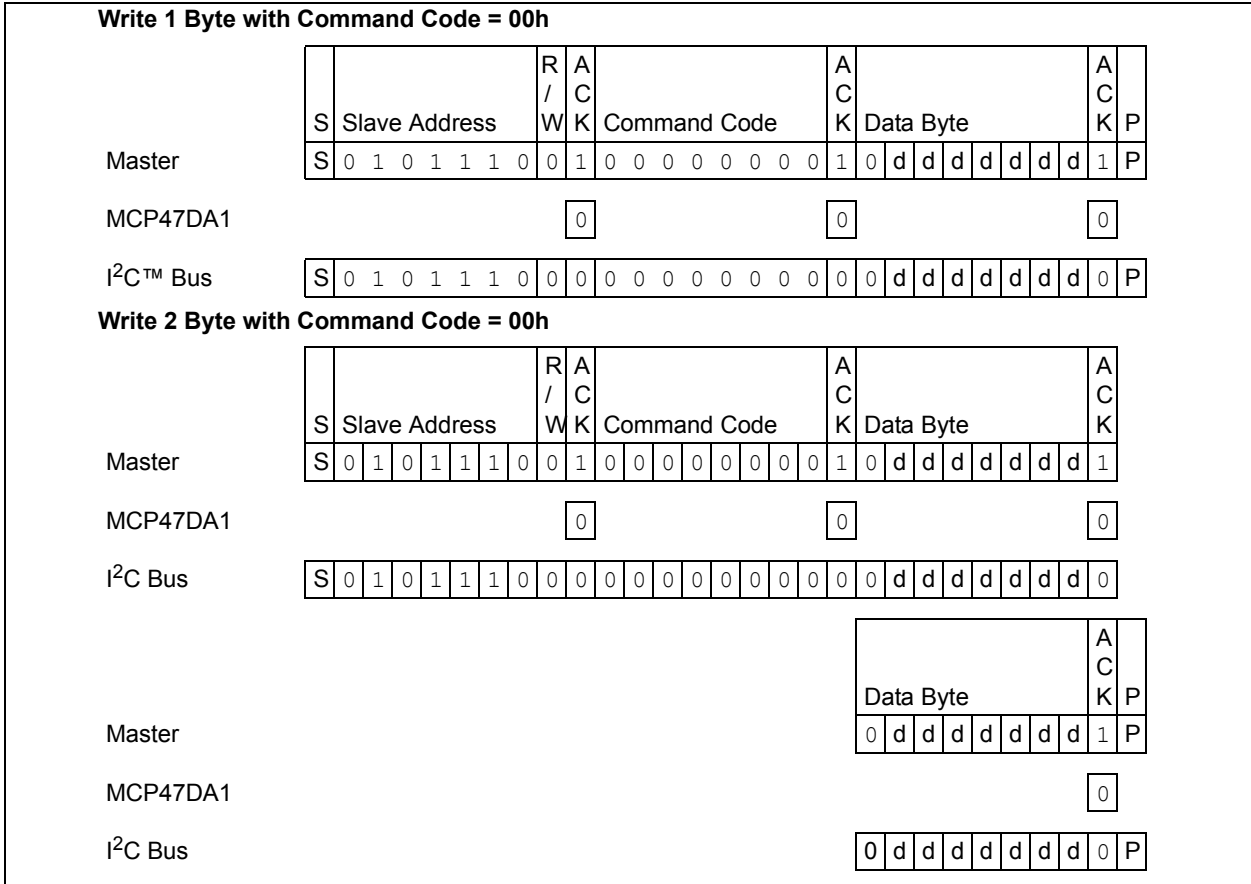 Write 1 Byte with Command Code = 00h
R A A A
/ C C C
S Slave Address W K Command Code K Data Byte K P
Master S 0 1 0 1 1 1 0 0 1 0 0 0 0 0 0 0 0 1 0 d d d d d d d 1 P
MCP47DA1 0 0 0
I²C™ Bus S 0 1 0 1 1 1 0 0 0 0 0 0 0 0 0 0 0 0 0 d d d d d d d 0 P
Write 2 Byte with Command Code = 00h
R A A A
/ C C C
S Slave Address W K Command Code K Data Byte K
Master S 0 1 0 1 1 1 0 0 1 0 0 0 0 0 0 0 0 1 0 d d d d d d d 1
MCP47DA1 0 0 0
I²C Bus S 0 1 0 1 1 1 0 0 0 0 0 0 0 0 0 0 0 0 0 d d d d d d d 0
A
C
Data Byte K P
Master 0 d d d d d d d 1 P
MCP47DA1 0
I²C Bus 0 d d d d d d d 0 P